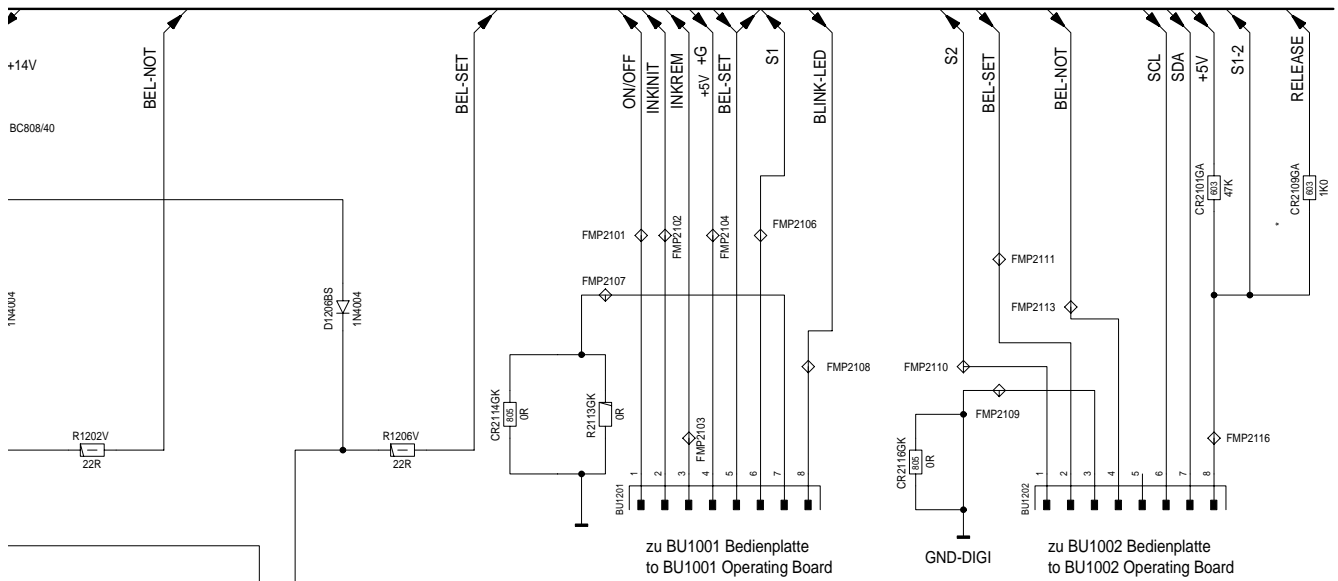 +14V
BC808/40
BEL-NOT
BEL-SET
ON/OFF
INKINIT
INKREM
+5V +G
BEL-SET
S1
BLINK-LED
S2
BEL-SET
BEL-NOT
SCL
SDA
+5V
S1-2
RELEASE
CR2101GA
603
47K
CR2109GA
603
1K0
*
FMP2101
FMP2102
FMP2104
FMP2106
FMP2107
FMP2111
FMP2113
1N4004
D1206BS
1N4004
FMP2108
FMP2110
FMP2109
CR2114GK
805
0R
R2113GK
0R
FMP2103
FMP2116
R1202V
22R
R1206V
22R
CR2116GK
805
0R
BU1201
1 2 3 4 5 6 7 8
BU1202
1 2 3 4 5 6 7 8
zu BU1001 Bedienplatte
to BU1001 Operating Board
GND-DIGI
zu BU1002 Bedienplatte
to BU1002 Operating Board